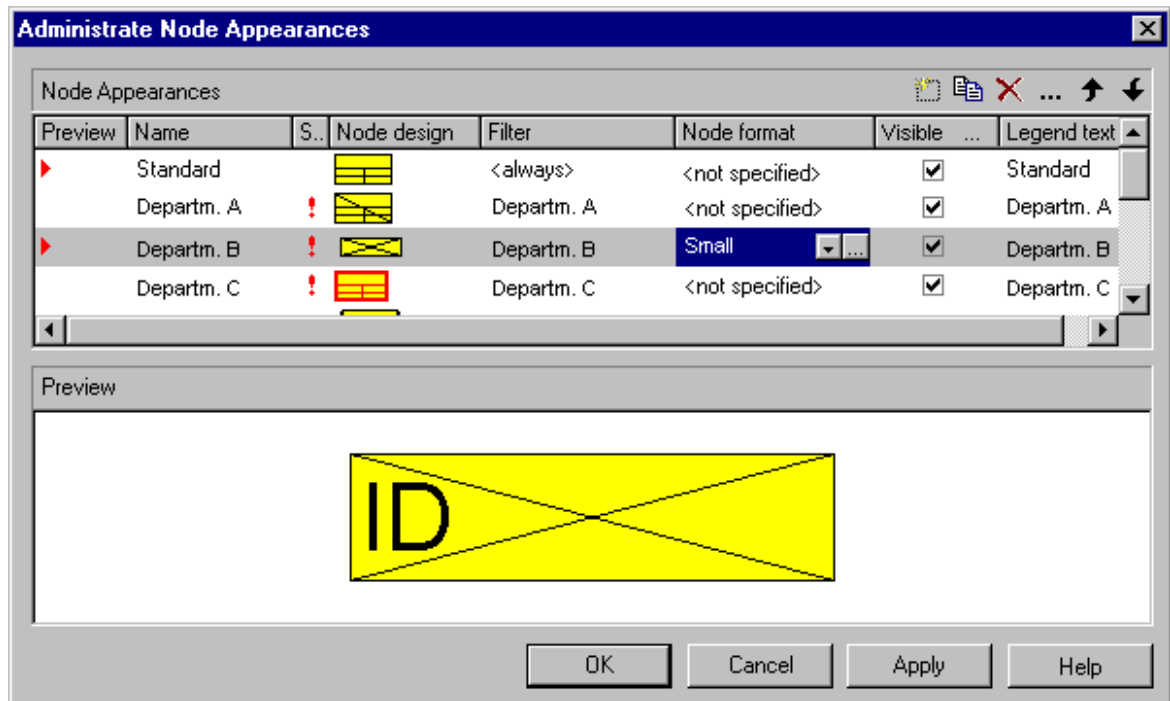 Administrate Node Appearances
Node Appearances
...
Preview Name S.. Node design Filter Node format Visible ... Legend text
Standard <always> <not specified> Standard
Departm. A ! Departm. A <not specified> Departm. A
Departm. B ! Departm. B Small ... Departm. B
Departm. C ! Departm. C <not specified> Departm. C
Preview
ID
OK Cancel Apply Help